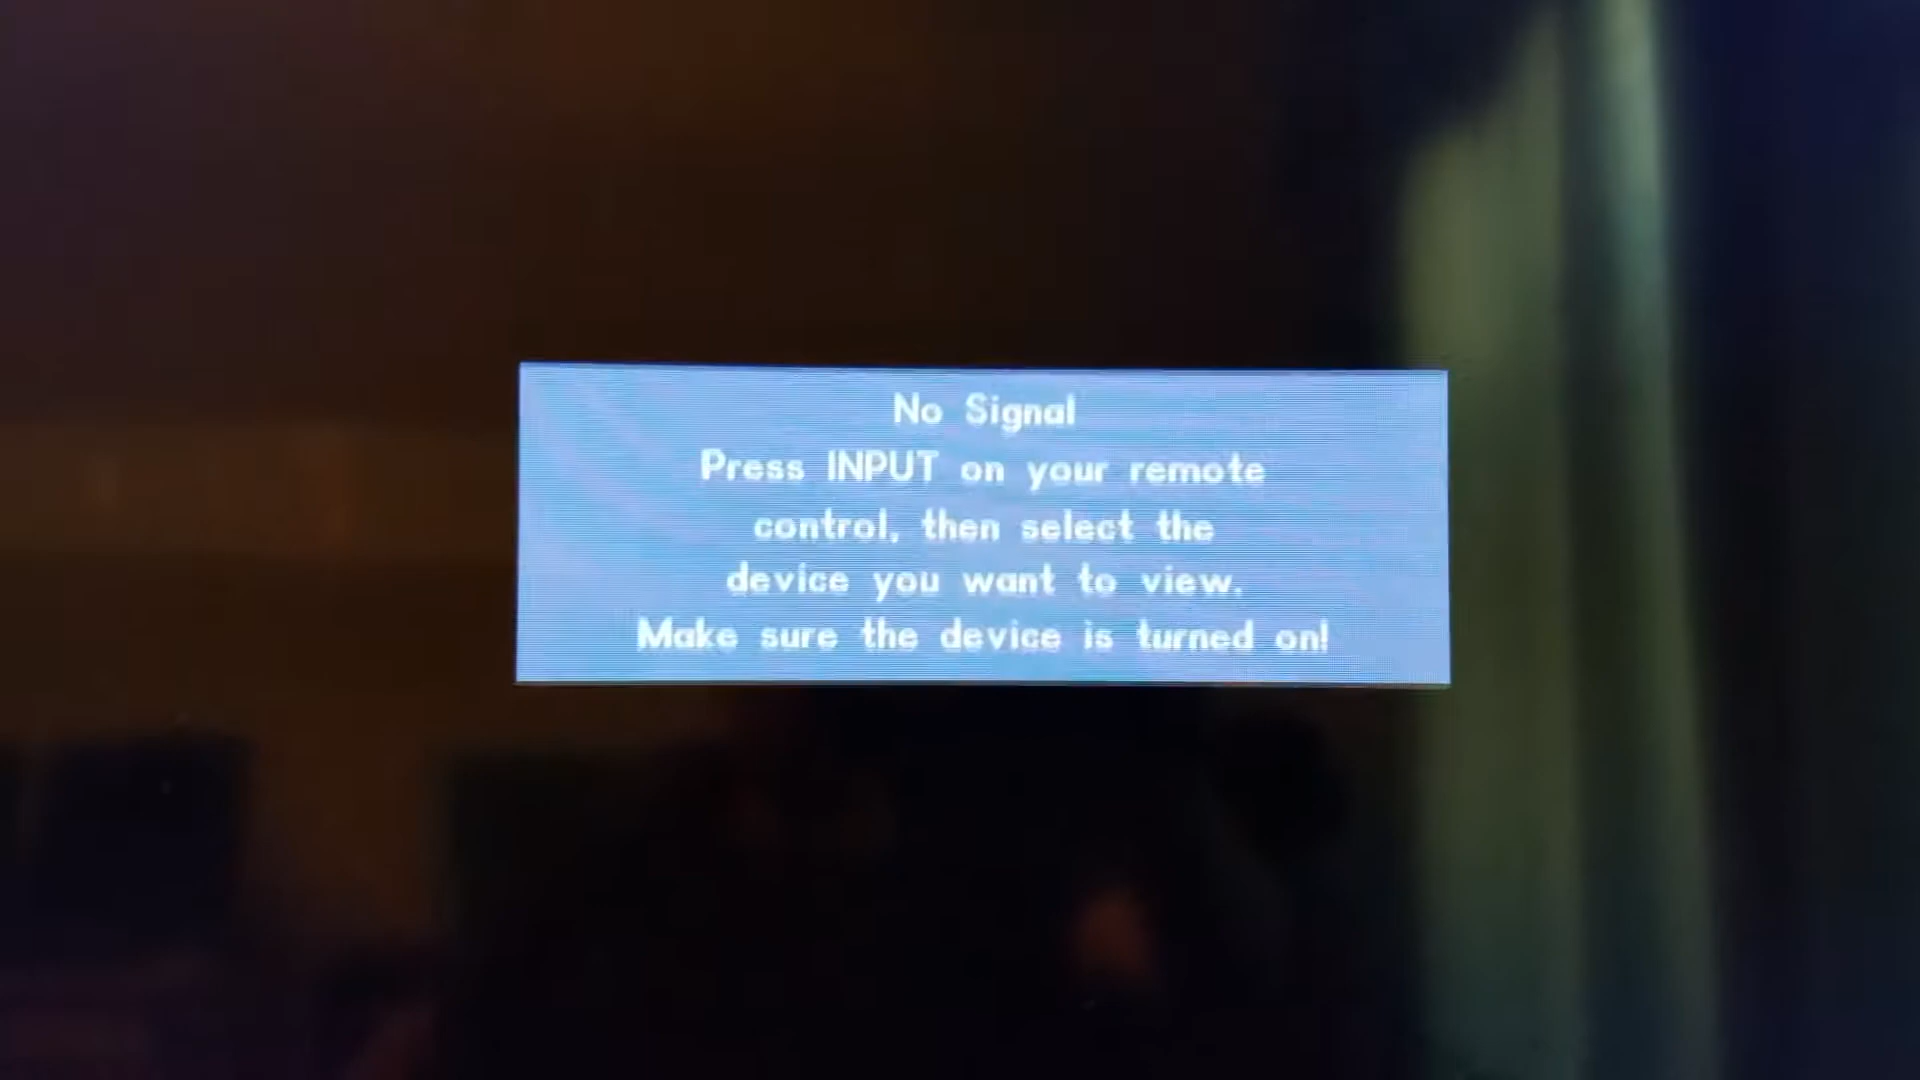 No Signal
Press INPUT on your remote
control, then select the
device you want to view.
Make sure the device is turned on!